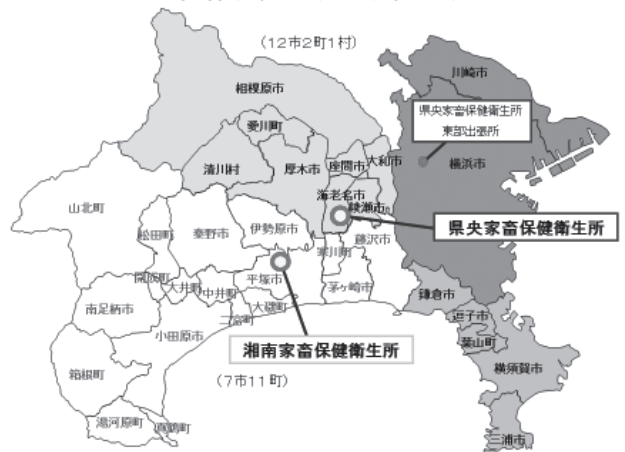 (12市2町1村)
川崎市
相模原市
県央家畜保健衛生所
東部出張所
愛川町
座間市
大和市
横浜市
清川村
厚木市
海老名市
綾瀬市
山北町
県央家畜保健衛生所
松田町
秦野市
伊勢原市
藤沢市
寒川町
開成町
大井町
中井町
平塚市
茅ヶ崎市
鎌倉市
南足柄市
大磯町
二宮町
逗子市
小田原市
葉山町
湘南家畜保健衛生所
横須賀市
箱根町
(7市11町)
湯河原町
真鶴町
三浦市